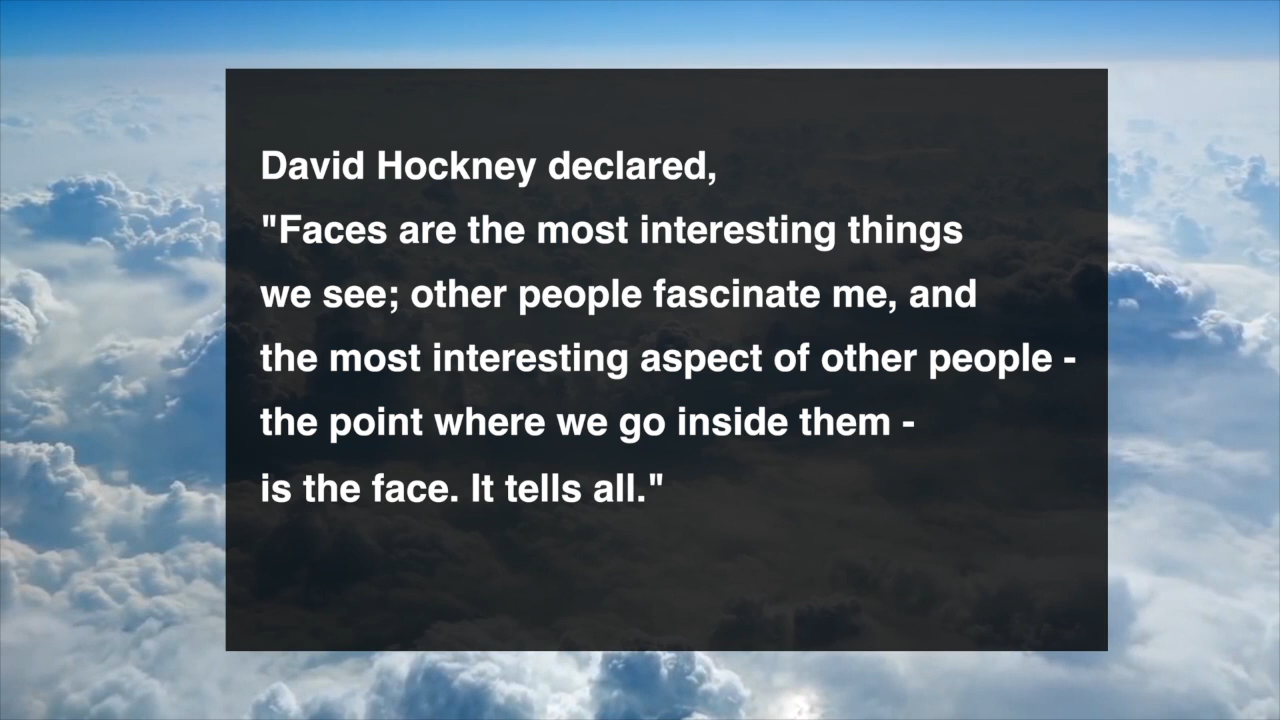 David Hockney declared,
"Faces are the most interesting things
we see; other people fascinate me, and
the most interesting aspect of other people -
the point where we go inside them -
is the face. It tells all."